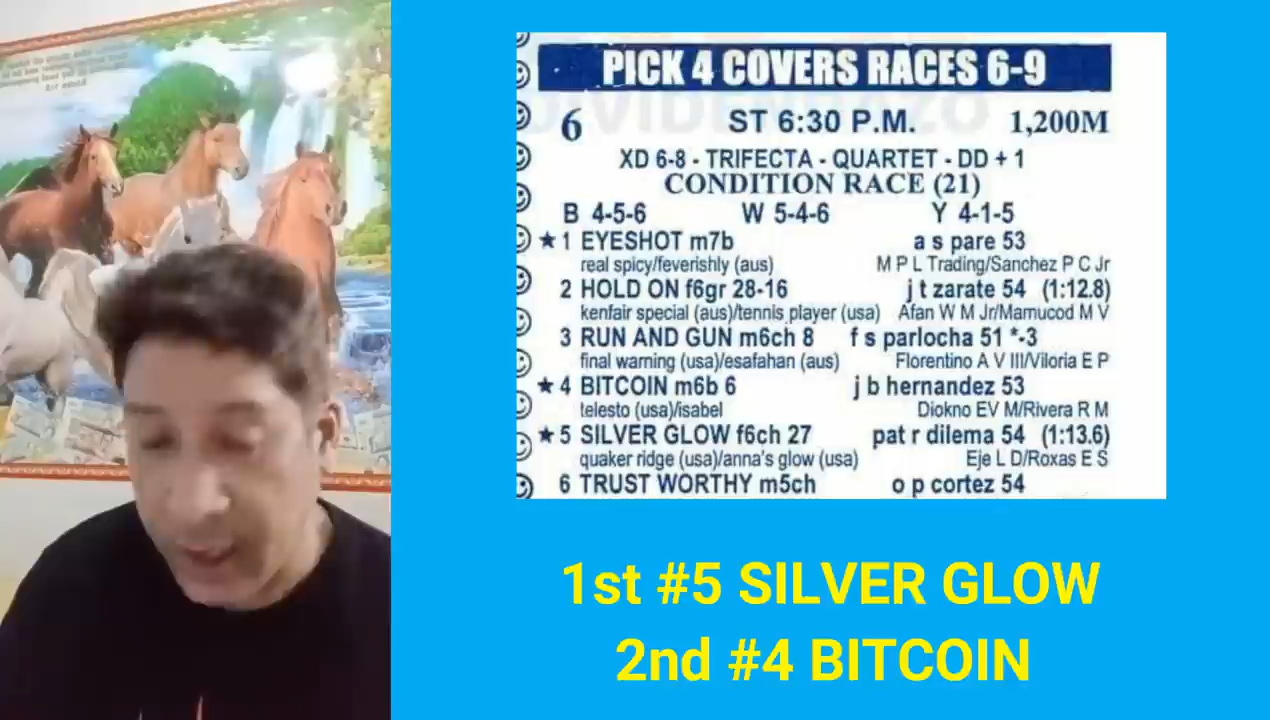 PICK 4 COVERS RACES 6-9
6 ST 6:30 P.M. 1,200M
XD 6-8 - TRIFECTA - QUARTET - DD + 1
CONDITION RACE (21)
B 4-5-6 W 5-4-6 Y 4-1-5
★ 1 EYESHOT m7b a s pare 53
real spicy/feverishly (aus) M P L Trading/Sanchez P C Jr
2 HOLD ON f6gr 28-16 j t zarate 54 (1:12.8)
kenfair special (aus)/tennis player (usa) Afan W M Jr/Mamucod M V
3 RUN AND GUN m6ch 8 f s parlocha 51 *-3
final warning (usa)/esafahan (aus) Florentino A V III/Viloria E P
★ 4 BITCOIN m6b 6 j b hernandez 53
telesto (usa)/isabel Diokno EV M/Rivera R M
★ 5 SILVER GLOW f6ch 27 pat r dilema 54 (1:13.6)
quaker ridge (usa)/anna's glow (usa) Eje L D/Roxas E S
6 TRUST WORTHY m5ch o p cortez 54
1st #5 SILVER GLOW
2nd #4 BITCOIN